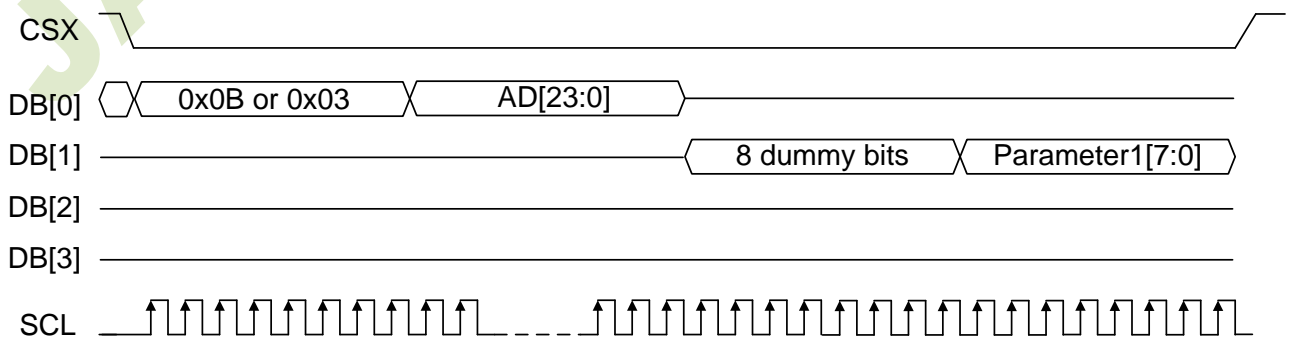 CSX
DB[0] 0x0B or 0x03 AD[23:0]
DB[1] 8 dummy bits Parameter1[7:0]
DB[2]
DB[3]
SCL